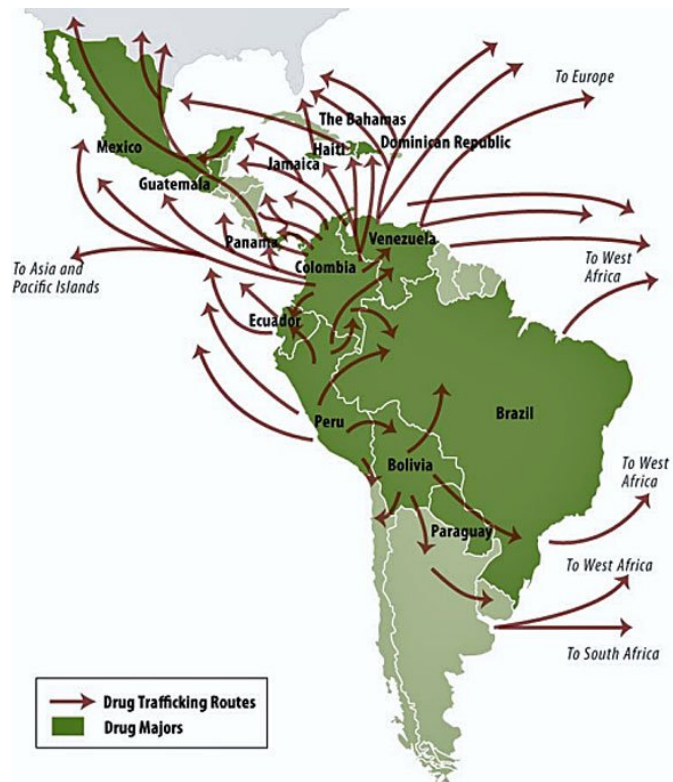 To Europe
The Bahamas
Dominican Republic
Haiti
Mexico
Jamaica
Guatemala
Panama
Venezuela
Colombia
To Asia and
Pacific Islands
To West
Africa
Ecuador
Peru
Brazil
Bolivia
To West
Africa
Paraguay
To West Africa
To South Africa
Drug Trafficking Routes
Drug Majors